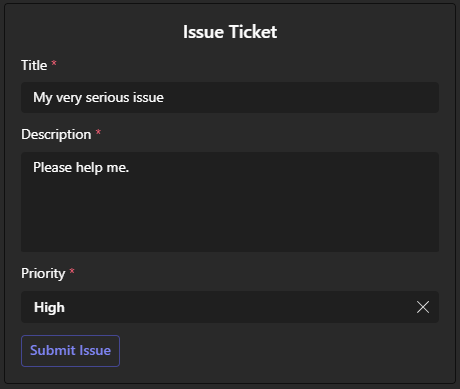 Issue Ticket
Title *
My very serious issue
Description *
Please help me.
Priority *
High
Submit Issue